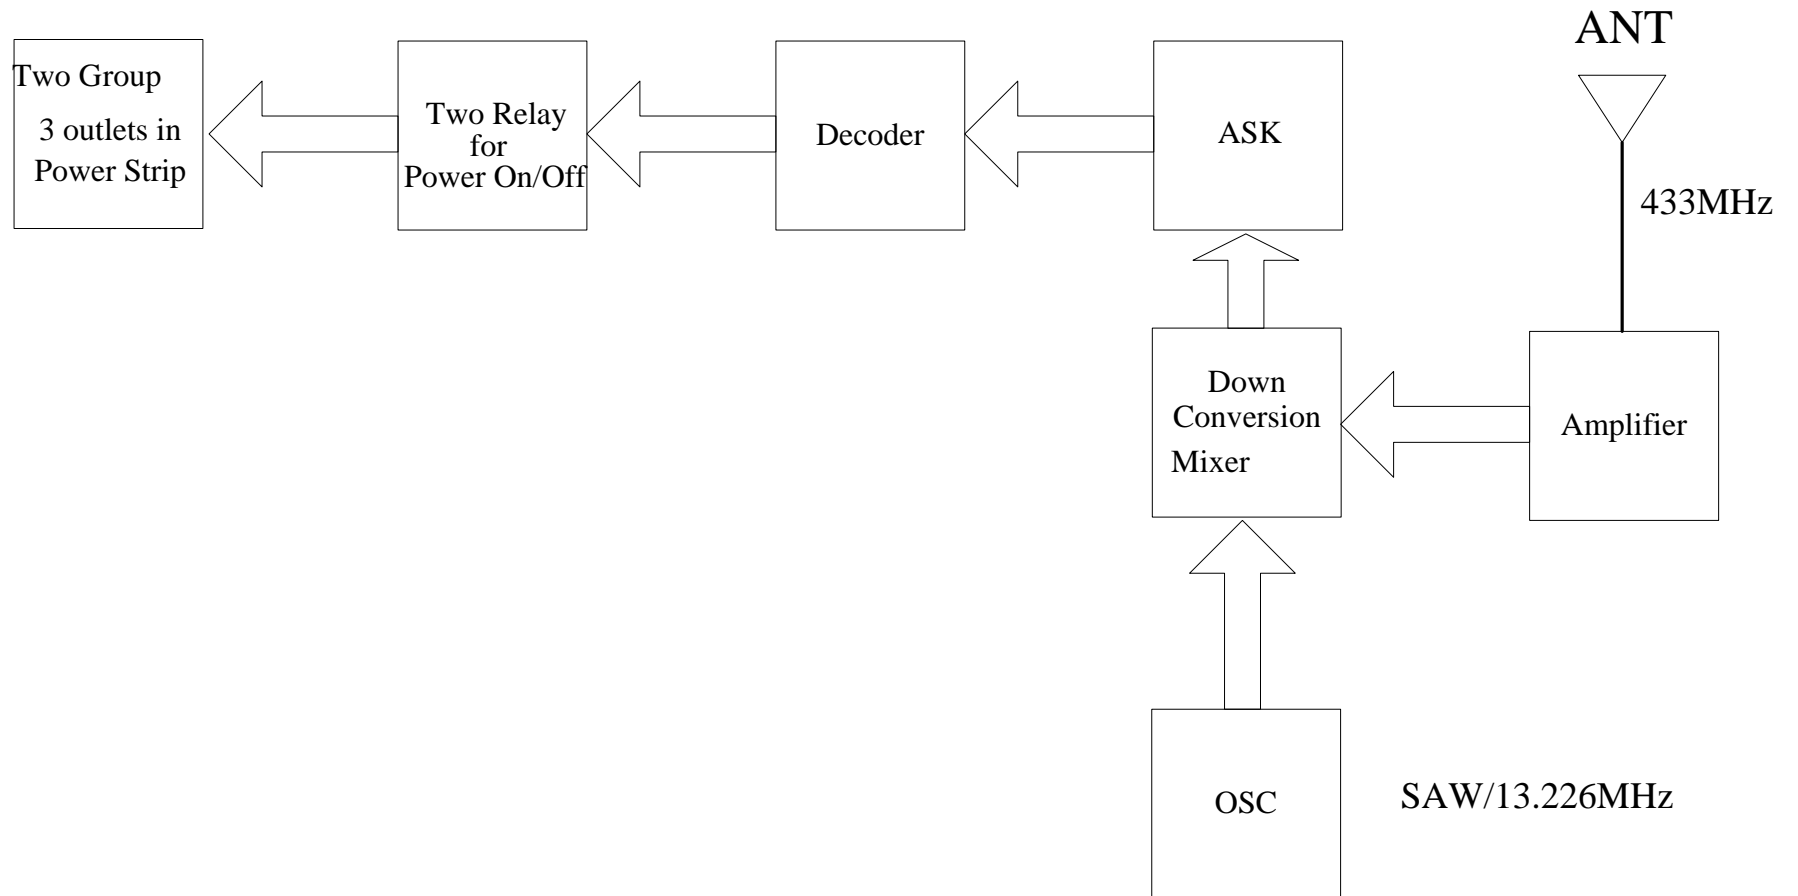 ANT
Two Group
3 outlets in
Power Strip
Two Relay
for
Power On/Off
Decoder
ASK
433MHz
Down
Conversion
Mixer
Amplifier
OSC
SAW/13.226MHz